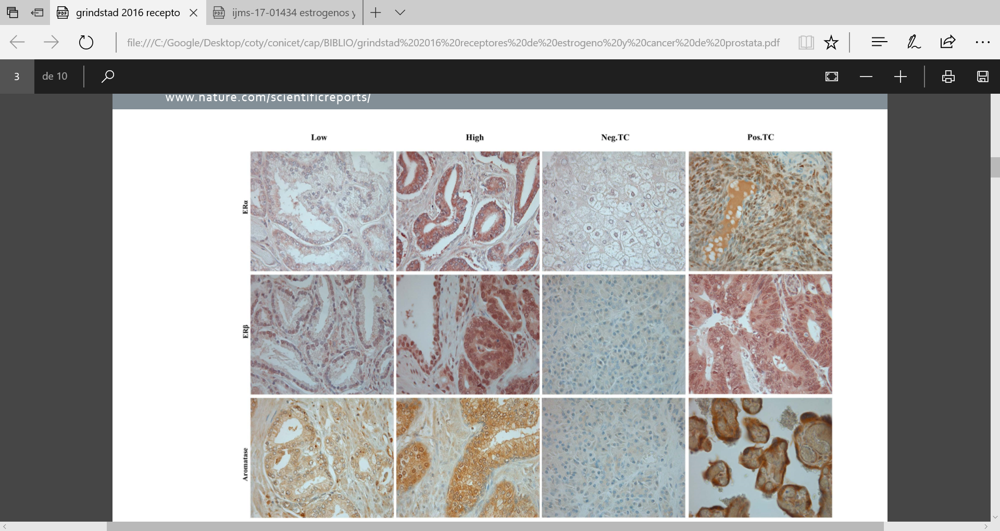 grindstad 2016 recepto
ijms-17-01434 estrogenos y
file:///C:/Google/Desktop/coty/conicet/cap/BIBLIO/grindstad%202016%20receptores%20de%20estrogeno%20y%20cancer%20de%20prostata.pdf
3 de 10
www.nature.com/scientificreports/
Low High Neg.TC Pos.TC
ERα
ERβ
Aromatase